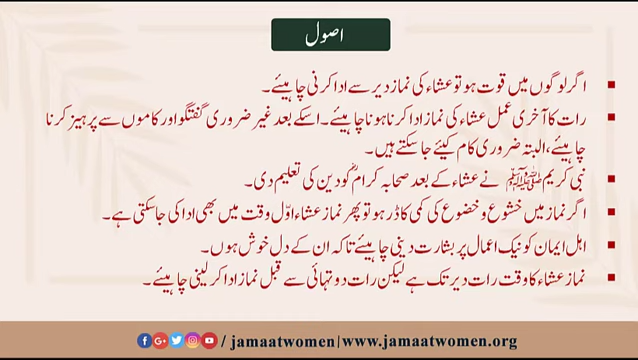 اصول
اگر لوگوں میں قوت ہو تو عشاء کی نماز دیر سے ادا کرنی چاہیئے۔
رات کا آخری عمل عشاء کی نماز ادا کرنا ہونا چاہیئے۔ اسکے بعد غیر ضروری گفتگو اور کاموں سے پرہیز کرنا
چاہیئے، البتہ ضروری کام کیئے جا سکتے ہیں۔
نبی کریم ﷺ نے عشاء کے بعد صحابہ کرامؓ کو دین کی تعلیم دی۔
اگر نماز میں خشوع و خضوع کی کمی کا ڈر ہو تو پھر نماز عشاء اوّل وقت میں بھی ادا کی جا سکتی ہے۔
اہل ایمان کو نیک اعمال پر بشارت دینی چاہیئے تاکہ ان کے دل خوش ہوں۔
نماز عشاء کا وقت رات دیر تک ہے لیکن رات دو تہائی سے قبل نماز ادا کر لینی چاہیئے۔
/ jamaatwomen | www.jamaatwomen.org